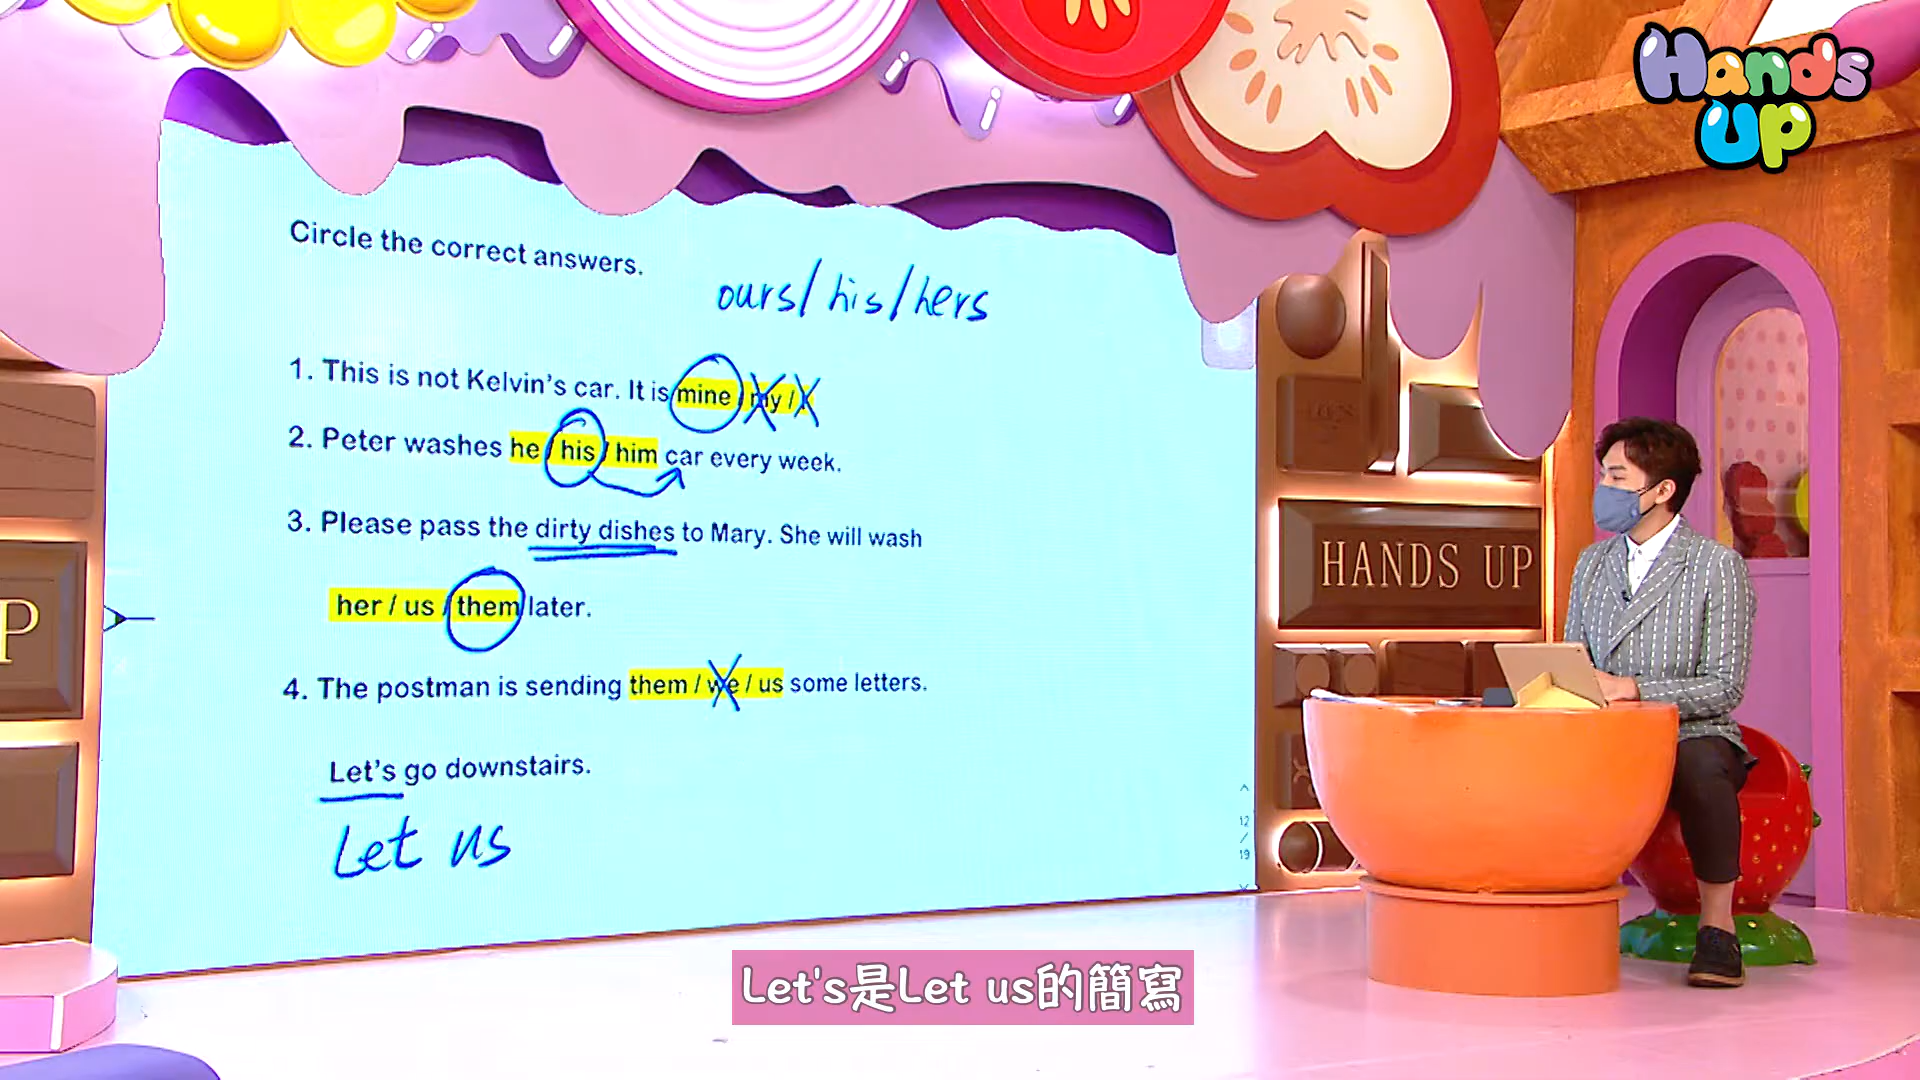 Hands
UP
Circle the correct answers.
ours/his/hers
1. This is not Kelvin's car. It is mine / my /
2. Peter washes he / his / him car every week.
3. Please pass the dirty dishes to Mary. She will wash
her / us / them later.
4. The postman is sending them / we / us some letters.
Let's go downstairs.
Let us
HANDS UP
P
12
/
19
Let's是Let us的簡寫